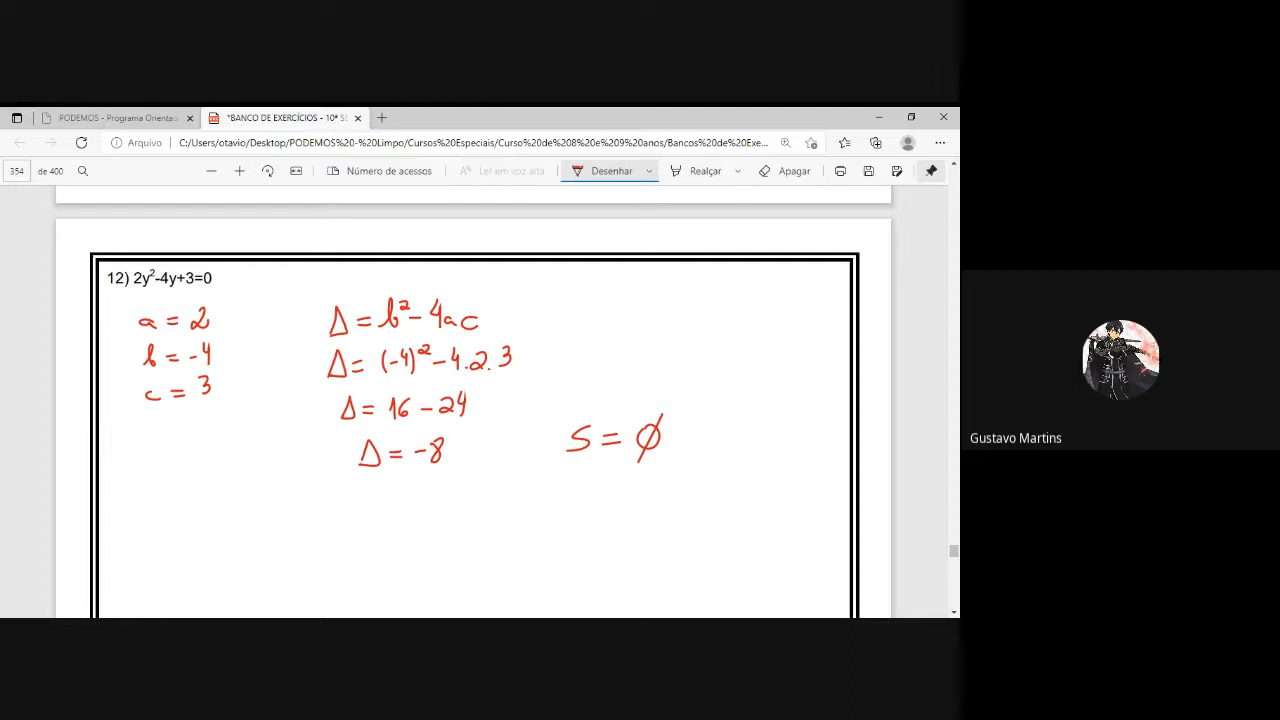 PODEMOS - Programa Orienta
*BANCO DE EXERCÍCIOS - 10ª S
Arquivo
C:/Users/otavio/Desktop/PODEMOS%20-%20Limpo/Cursos%20Especiais/Curso%20de%208%20e%209%20anos/Bancos%20de%20Exe...
354 de 400
Número de acessos
Ler em voz alta
Desenhar
Realçar
Apagar
12) 2y²-4y+3=0
a = 2
b = -4
c = 3
Δ = b² - 4ac
Δ = (-4)² - 4.2.3
Δ = 16 - 24
Δ = -8
S = ∅
Gustavo Martins